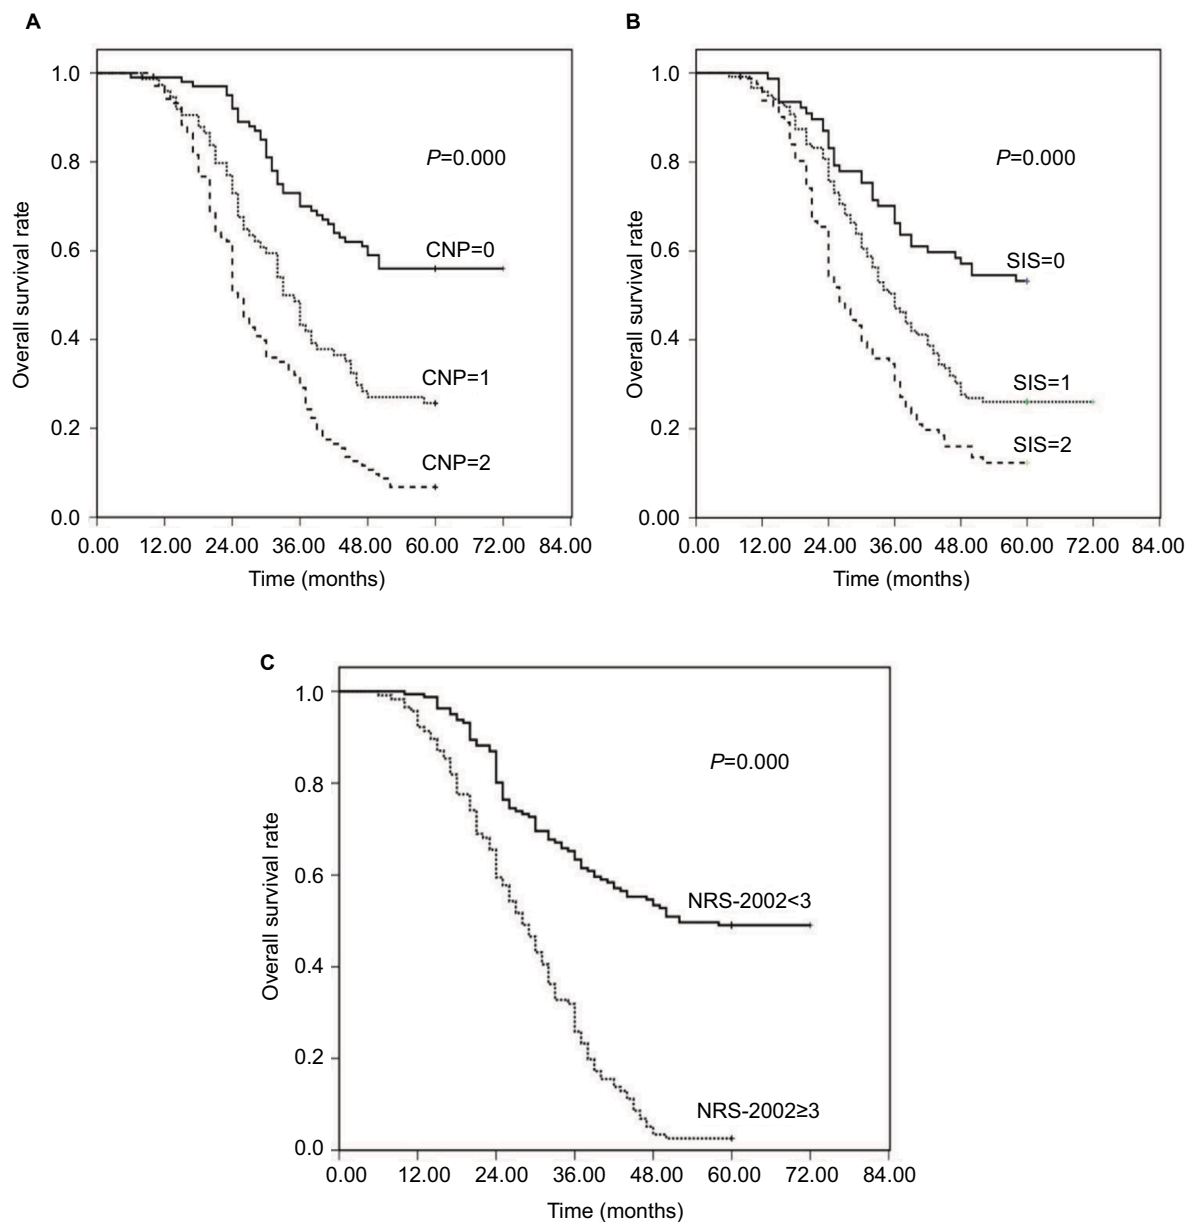 A
Overall survival rate
1.0
0.8
0.6
0.4
0.2
0.0
P=0.000
CNP=0
CNP=1
CNP=2
0.00 12.00 24.00 36.00 48.00 60.00 72.00 84.00
Time (months)
B
Overall survival rate
1.0
0.8
0.6
0.4
0.2
0.00
P=0.000
SIS=0
SIS=1
SIS=2
0.00 12.00 24.00 36.00 48.00 60.00 72.00 84.00
Time (months)
C
Overall survival rate
1.0
0.8
0.6
0.4
0.2
0.0
P=0.000
NRS-2002<3
NRS-2002≥3
0.00 12.00 24.00 36.00 48.00 60.00 72.00 84.00
Time (months)